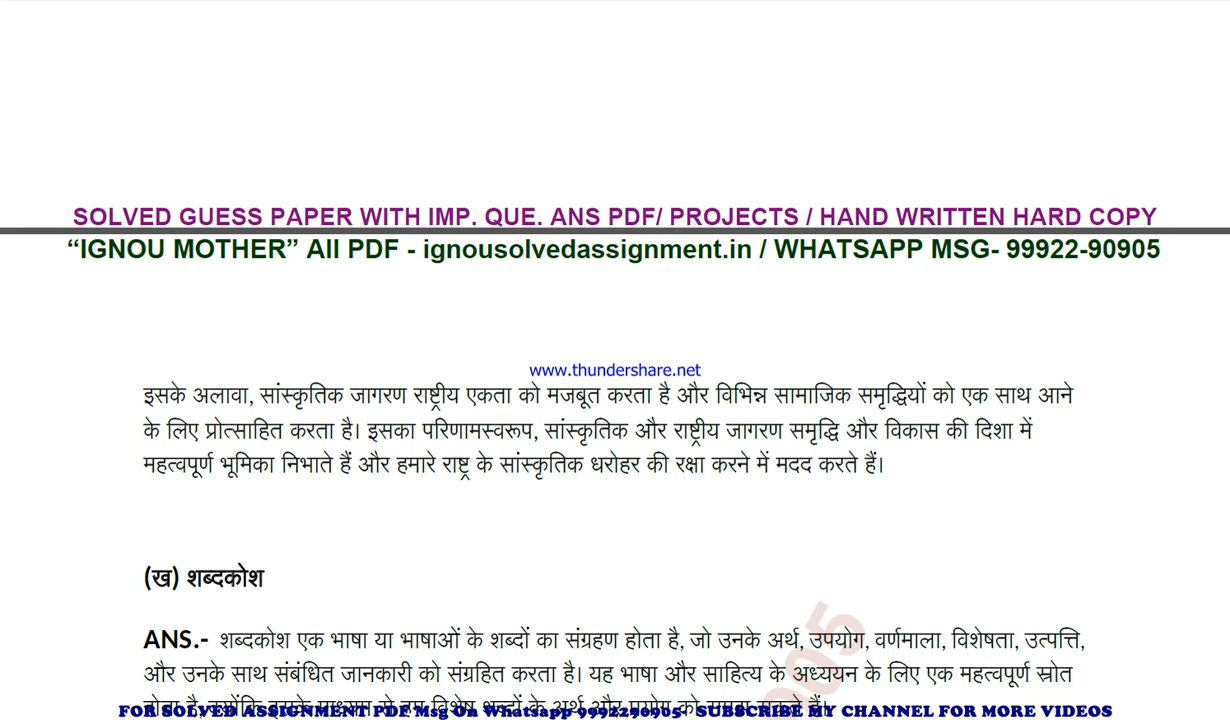 SOLVED GUESS PAPER WITH IMP. QUE. ANS PDF/ PROJECTS / HAND WRITTEN HARD COPY
“IGNOU MOTHER” All PDF - ignousolvedassignment.in / WHATSAPP MSG- 99922-90905
www.thundershare.net
इसके अलावा, सांस्कृतिक जागरण राष्ट्रीय एकता को मजबूत करता है और विभिन्न सामाजिक समृद्धियों को एक साथ आने
के लिए प्रोत्साहित करता है। इसका परिणामस्वरूप, सांस्कृतिक और राष्ट्रीय जागरण समृद्धि और विकास की दिशा में
महत्वपूर्ण भूमिका निभाते हैं और हमारे राष्ट्र के सांस्कृतिक धरोहर की रक्षा करने में मदद करते हैं।
(ख) शब्दकोश
ANS.- शब्दकोश एक भाषा या भाषाओं के शब्दों का संग्रहण होता है, जो उनके अर्थ, उपयोग, वर्णमाला, विशेषता, उत्पत्ति,
और उनके साथ संबंधित जानकारी को संग्रहित करता है। यह भाषा और साहित्य के अध्ययन के लिए एक महत्वपूर्ण स्रोत
905
FOR SOLVED ASSIGNMENT PDF Msg On Whatsapp-9992290905- SUBSCRIBE MY CHANNEL FOR MORE VIDEOS